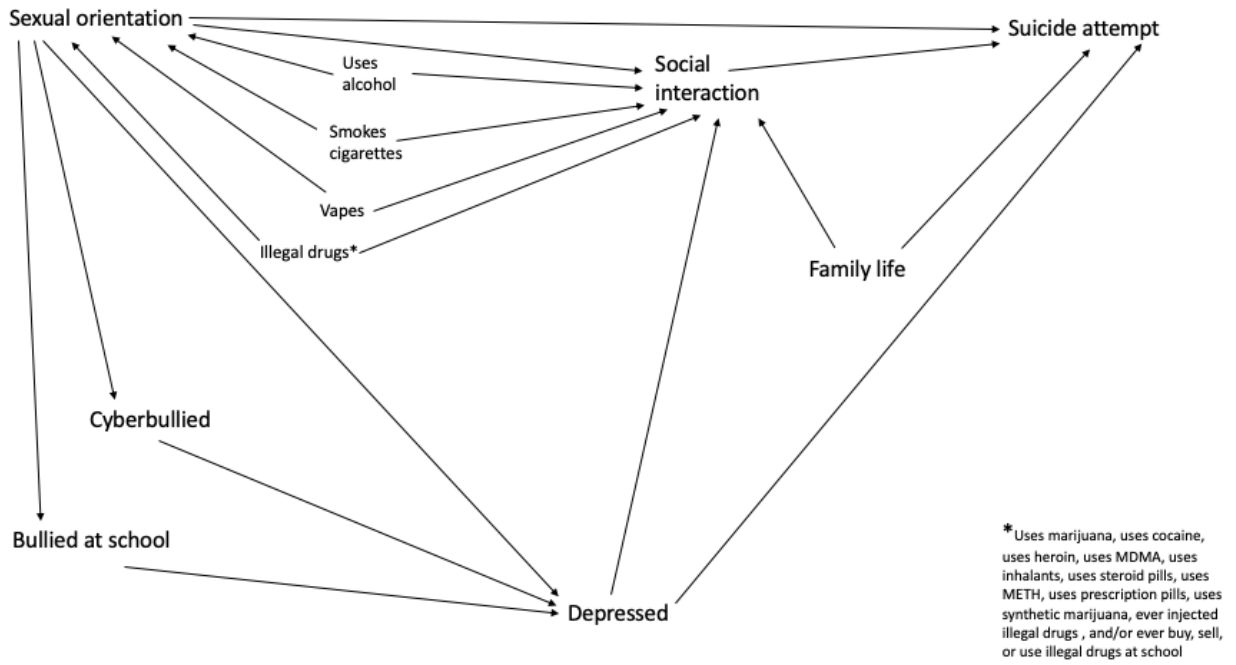 Sexual orientation
Suicide attempt
Uses
alcohol
Social
interaction
Smokes
cigarettes
Vapes
Illegal drugs*
Family life
Cyberbullied
Bullied at school
Depressed
*Uses marijuana, uses cocaine,
uses heroin, uses MDMA, uses
inhalants, uses steroid pills, uses
METH, uses prescription pills, uses
synthetic marijuana, ever injected
illegal drugs , and/or ever buy, sell,
or use illegal drugs at school